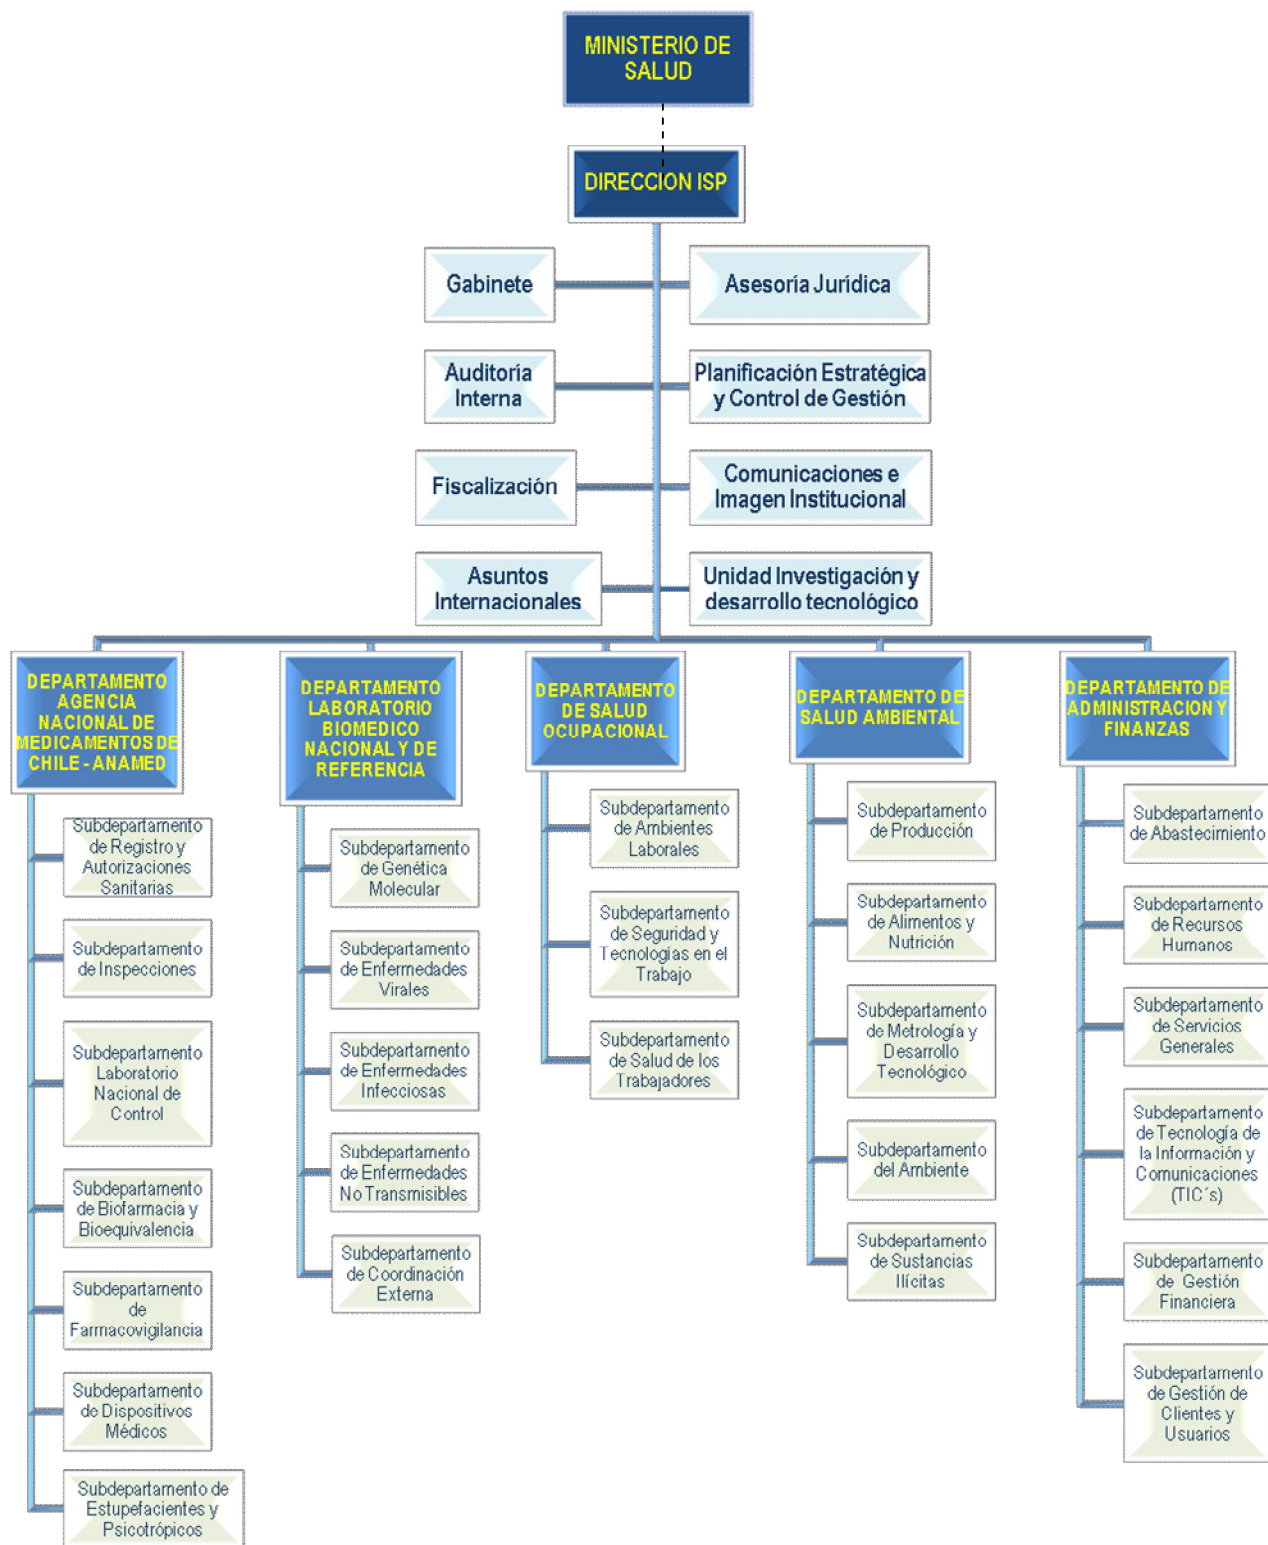 MINISTERIO DE
SALUD
DIRECCION ISP
Gabinete
Asesoría Jurídica
Auditoría
Interna
Planificación Estratégica
y Control de Gestión
Fiscalización
Comunicaciones e
Imagen Institucional
Asuntos
Internacionales
Unidad Investigación y
desarrollo tecnológico
DEPARTAMENTO
AGENCIA
NACIONAL DE
MEDICAMENTOS DE
CHILE - ANAMED
Subdepartamento
de Registro y
Autorizaciones
Sanitarias
Subdepartamento
de Inspecciones
Subdepartamento
Laboratorio
Nacional de
Control
Subdepartamento
de Biofarmacia y
Bioequivalencia
Subdepartamento
de
Farmacovigilancia
Subdepartamento
de Dispositivos
Médicos
Subdepartamento de
Estupefacientes y
Psicotrópicos
DEPARTAMENTO
LABORATORIO
BIOMEDICO
NACIONAL Y DE
REFERENCIA
Subdepartamento
de Genética
Molecular
Subdepartamento
de Enfermedades
Virales
Subdepartamento
de Enfermedades
Infecciosas
Subdepartamento
de Enfermedades
No Transmisibles
Subdepartamento
de Coordinación
Externa
DEPARTAMENTO
DE SALUD
OCUPACIONAL
Subdepartamento
de Ambientes
Laborales
Subdepartamento
de Seguridad y
Tecnologías en el
Trabajo
Subdepartamento
de Salud de los
Trabajadores
DEPARTAMENTO DE
SALUD AMBIENTAL
Subdepartamento
de Producción
Subdepartamento
de Alimentos y
Nutrición
Subdepartamento
de Metrología y
Desarrollo
Tecnológico
Subdepartamento
del Ambiente
Subdepartamento
de Sustancias
Ilícitas
DEPARTAMENTO DE
ADMINISTRACION Y
FINANZAS
Subdepartamento
de Abastecimiento
Subdepartamento
de Recursos
Humanos
Subdepartamento
de Servicios
Generales
Subdepartamento
de Tecnología de
la Información y
Comunicaciones
(TIC´s)
Subdepartamento
de Gestión
Financiera
Subdepartamento
de Gestión de
Clientes y
Usuarios